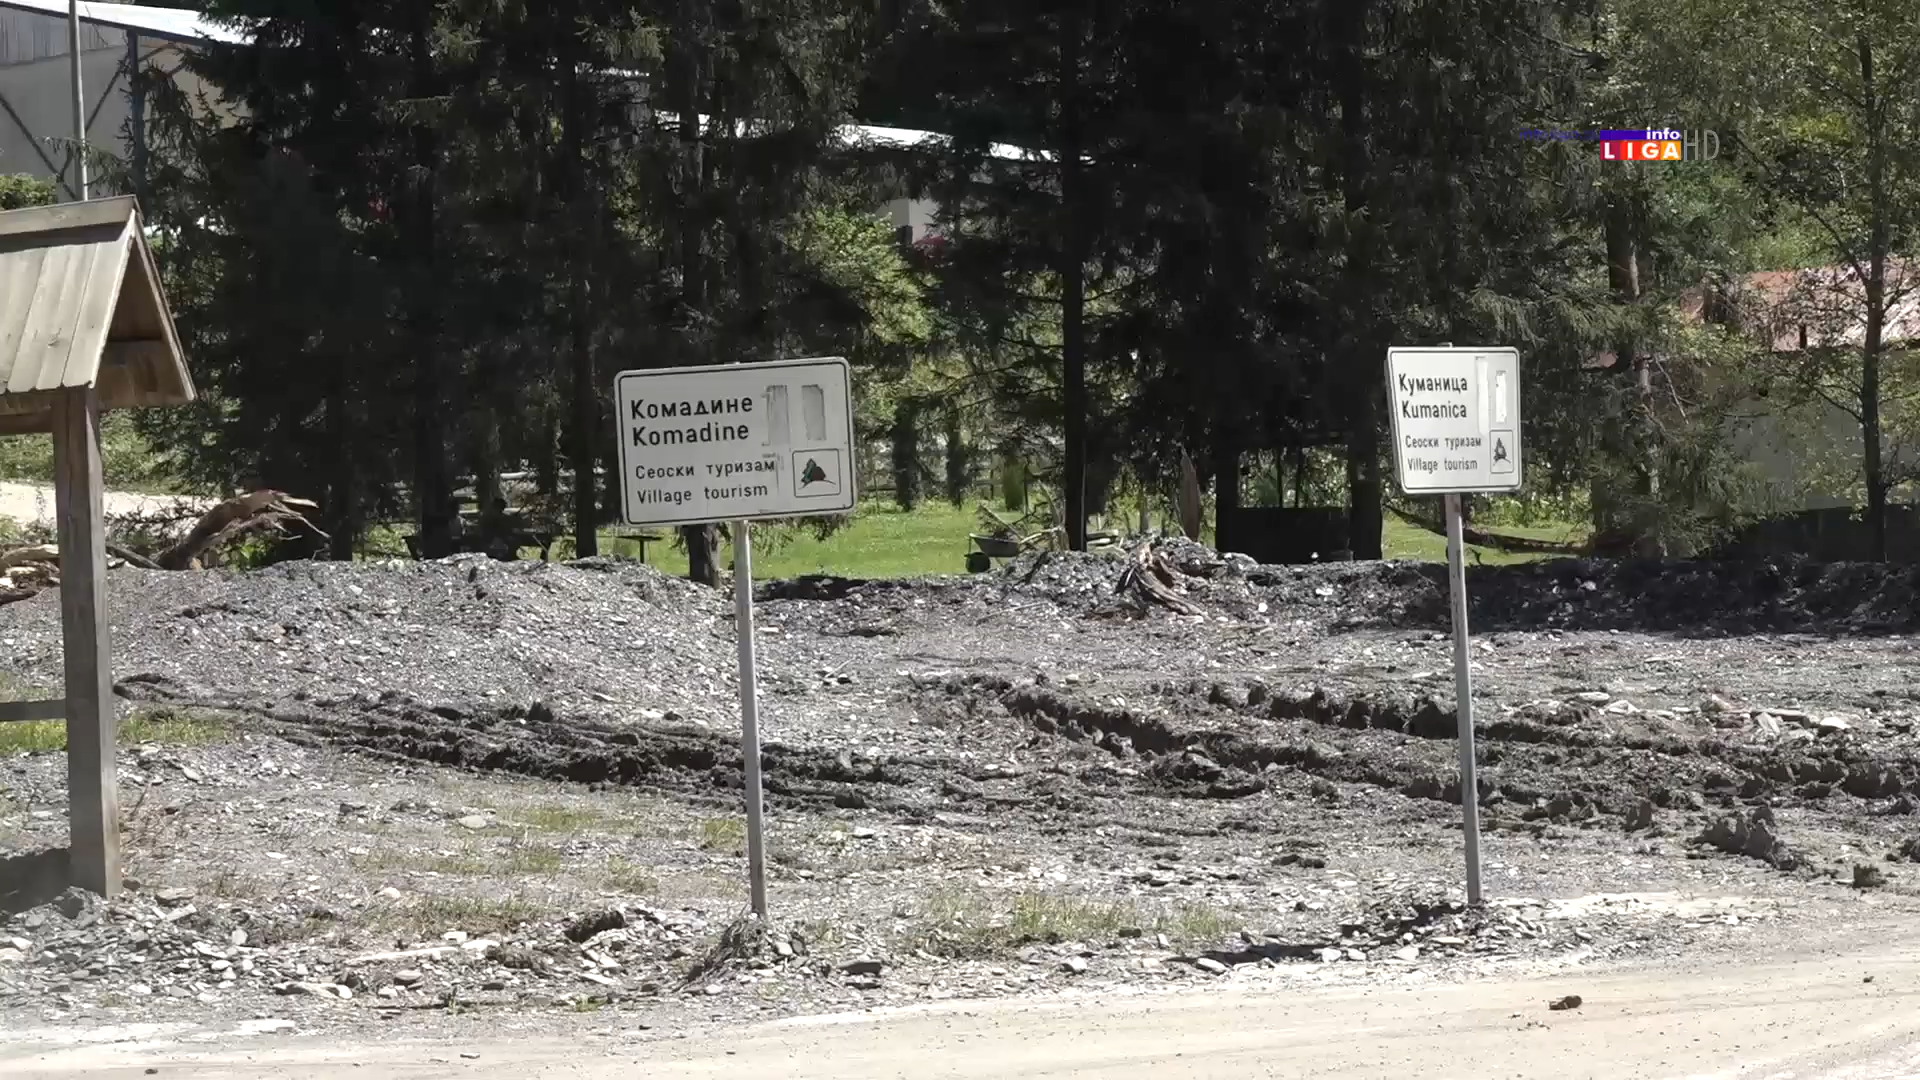 info
LIGA HD
Комадине
Komadine
Сеоски туризам
Village tourism
Куманица
Kumanica
Сеоски туризам
Village tourism